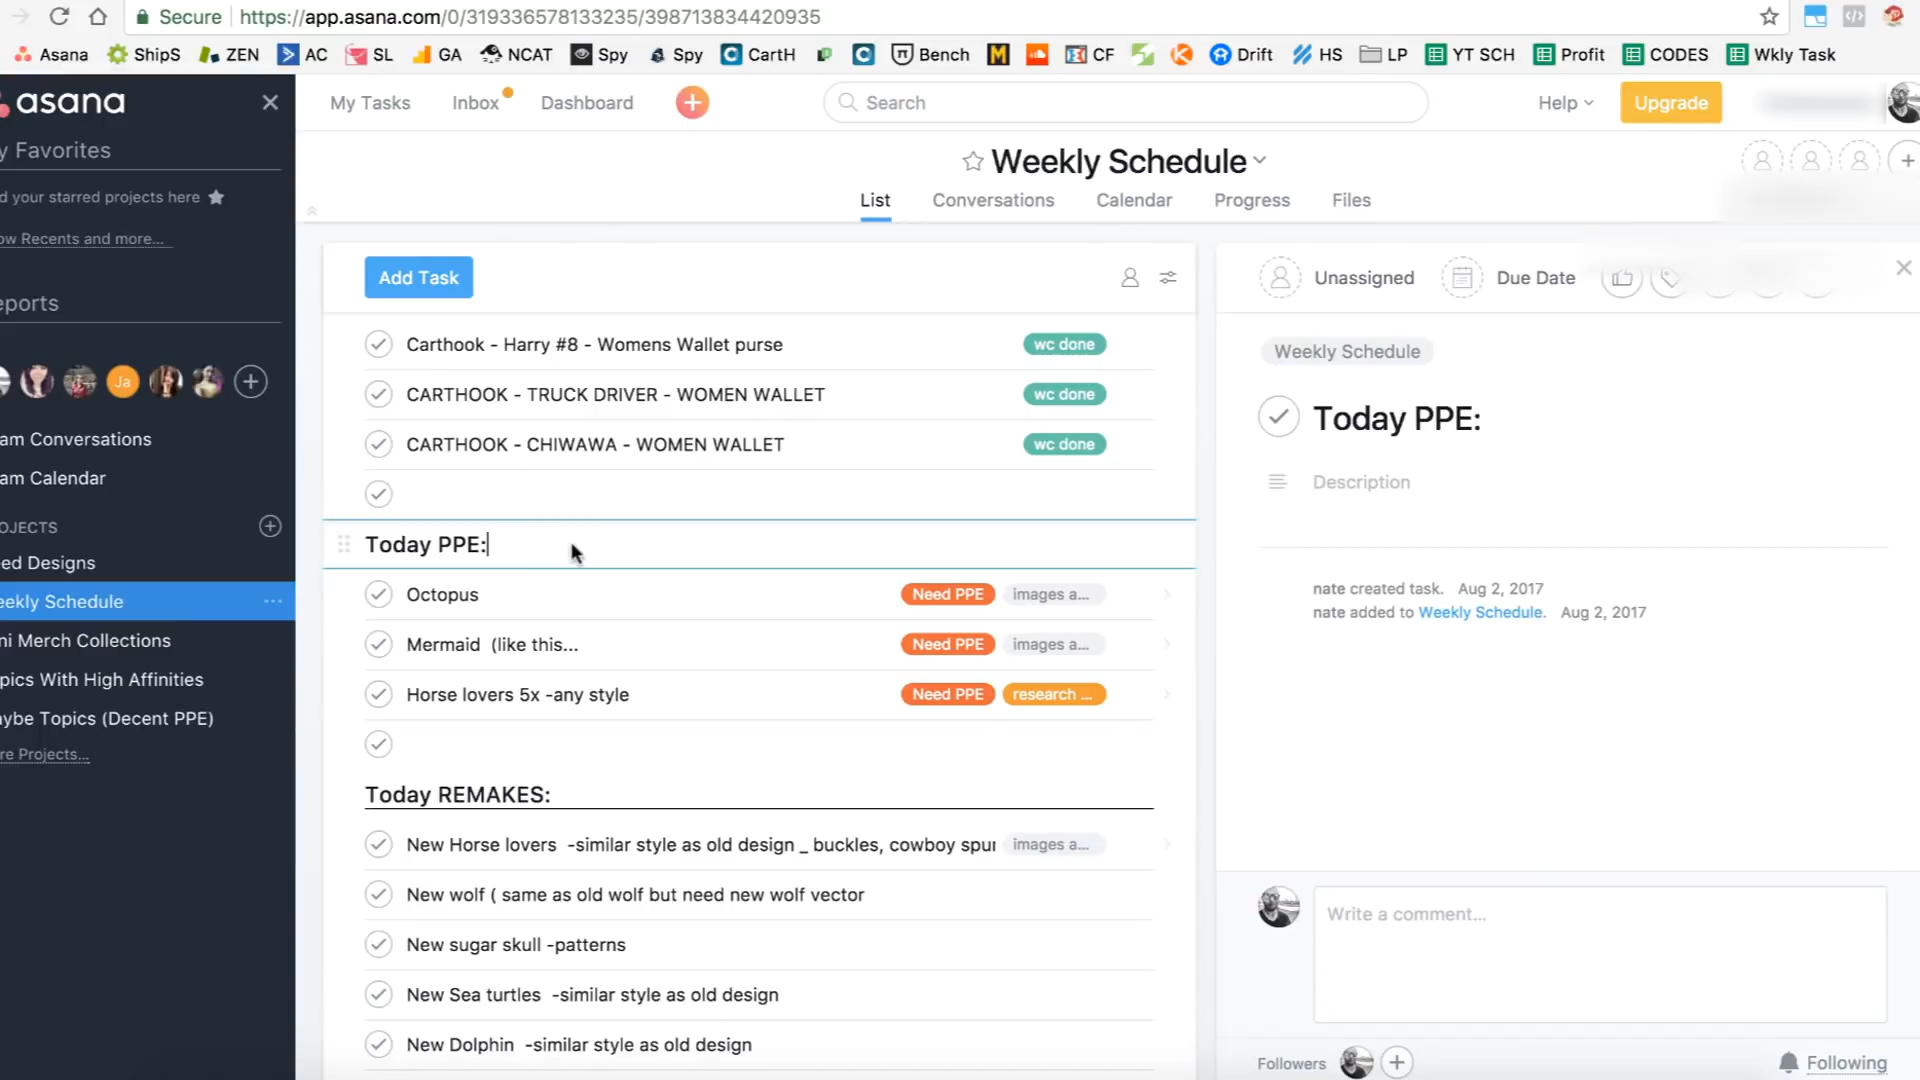 Secure https://app.asana.com/0/319336578133235/398713834420935
Asana ShipS ZEN AC SL GA NCAT Spy Spy CartH Bench CF Drift HS LP YT SCH Profit CODES Wkly Task
asana
My Tasks Inbox Dashboard Search Help Upgrade
y Favorites
d your starred projects here
ow Recents and more...
eports
Ja
am Conversations
am Calendar
OJECTS
ed Designs
eekly Schedule
ni Merch Collections
pics With High Affinities
aybe Topics (Decent PPE)
re Projects...
Weekly Schedule
List Conversations Calendar Progress Files
Add Task
Carthook - Harry #8 - Womens Wallet purse wc done
CARTHOOK - TRUCK DRIVER - WOMEN WALLET wc done
CARTHOOK - CHIWAWA - WOMEN WALLET wc done
Today PPE:
Octopus Need PPE images a...
Mermaid (like this... Need PPE images a...
Horse lovers 5x -any style Need PPE research ...
Today REMAKES:
New Horse lovers -similar style as old design _ buckles, cowboy spur images a...
New wolf ( same as old wolf but need new wolf vector
New sugar skull -patterns
New Sea turtles -similar style as old design
New Dolphin -similar style as old design
Unassigned Due Date
Weekly Schedule
Today PPE:
Description
nate created task. Aug 2, 2017
nate added to Weekly Schedule. Aug 2, 2017
Write a comment...
Followers Following